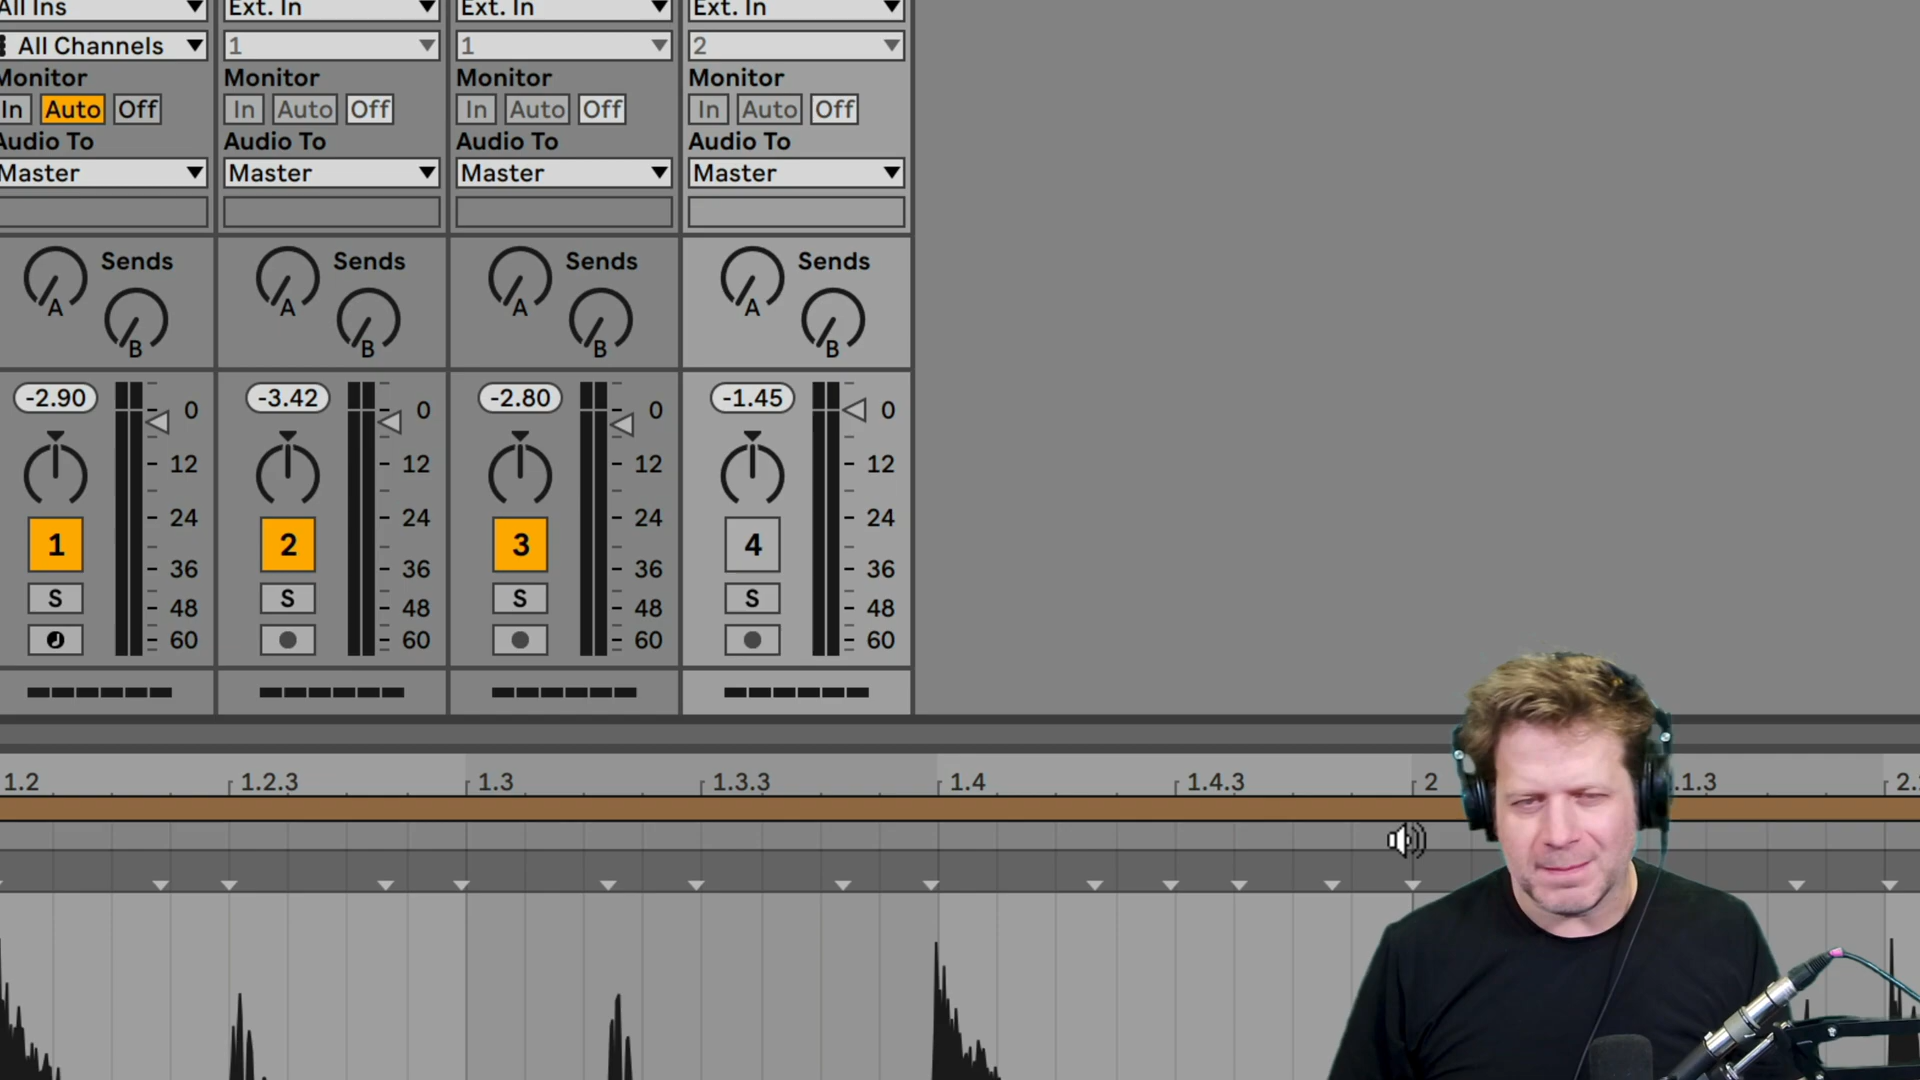 All Ins Ext. In Ext. In Ext. In
All Channels 1 1 2
Monitor Monitor Monitor Monitor
In Auto Off In Auto Off In Auto Off In Auto Off
Audio To Audio To Audio To Audio To
Master Master Master Master
Sends Sends Sends Sends
A A A A
B B B B
-2.90 0 -3.42 0 -2.80 0 -1.45 0
12 12 12 12
24 24 24 24
1 2 3 4
36 36 36 36
S S S S
48 48 48 48
60 60 60 60
1.2 1.2.3 1.3 1.3.3 1.4 1.4.3 2 .1.3 2.